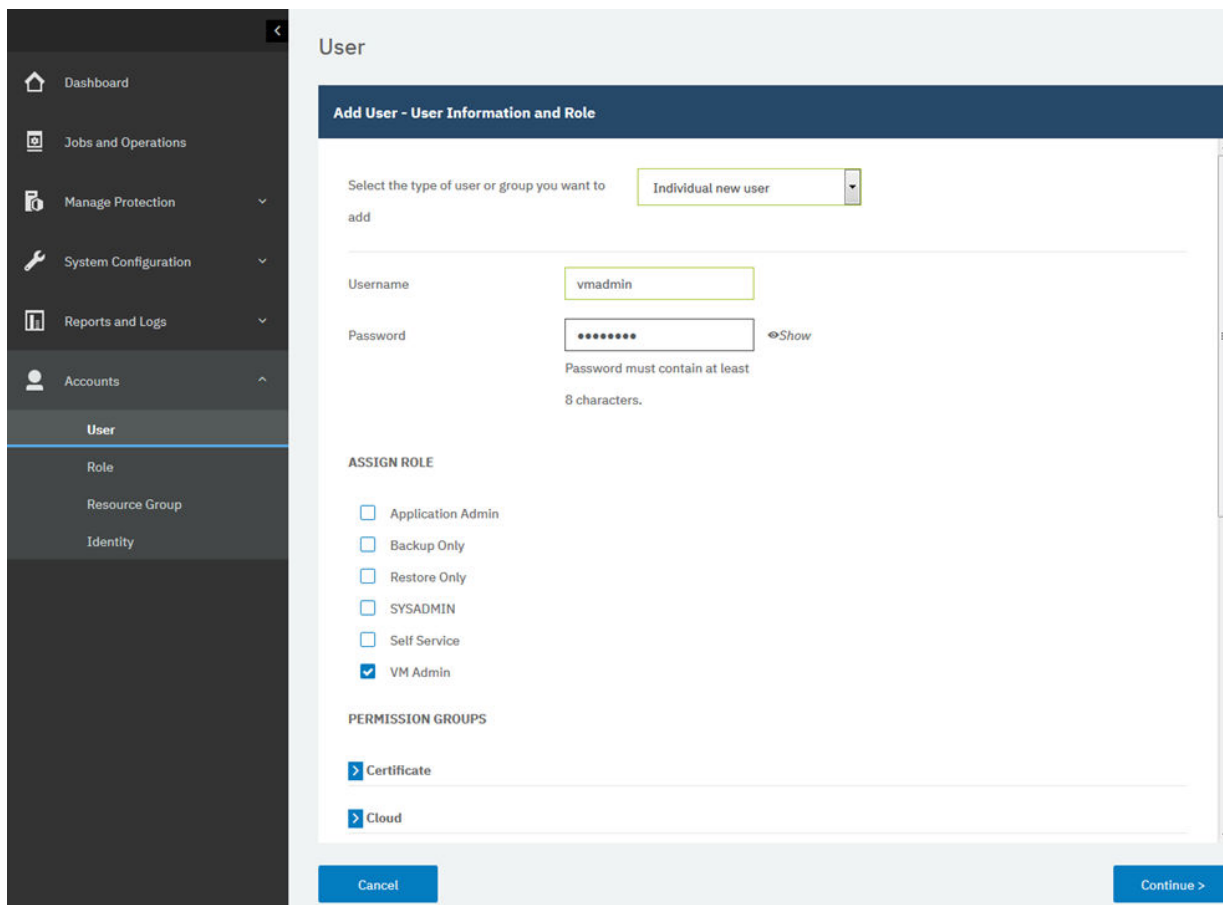 User
Dashboard
Jobs and Operations
Manage Protection
System Configuration
Reports and Logs
Accounts
User
Role
Resource Group
Identity
Add User - User Information and Role
Select the type of user or group you want to
add
Individual new user
Username
vmadmin
Password
••••••••
Show
Password must contain at least
8 characters.
ASSIGN ROLE
Application Admin
Backup Only
Restore Only
SYSADMIN
Self Service
VM Admin
PERMISSION GROUPS
Certificate
Cloud
Cancel
Continue >